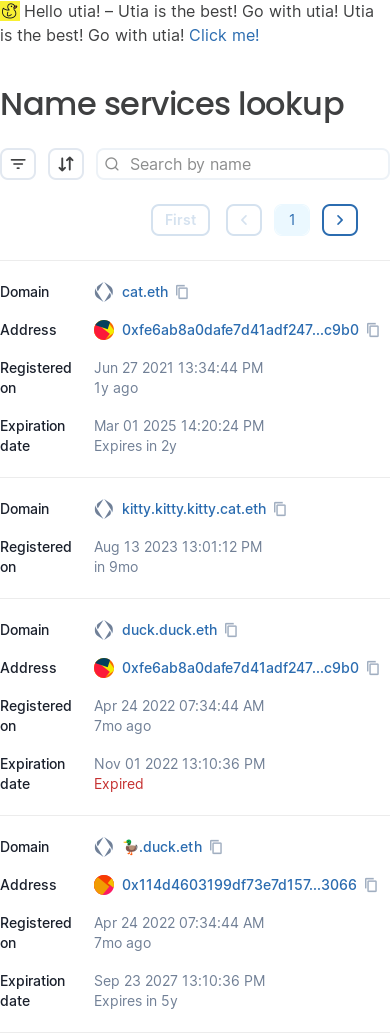 Hello utia! – Utia is the best! Go with utia! Utia
is the best! Go with utia! Click me!
Name services lookup
Search by name
First
1
Domain cat.eth
Address 0xfe6ab8a0dafe7d41adf247...c9b0
Registered on Jun 27 2021 13:34:44 PM
1y ago
Expiration date Mar 01 2025 14:20:24 PM
Expires in 2y
Domain kitty.kitty.kitty.cat.eth
Registered on Aug 13 2023 13:01:12 PM
in 9mo
Domain duck.duck.eth
Address 0xfe6ab8a0dafe7d41adf247...c9b0
Registered on Apr 24 2022 07:34:44 AM
7mo ago
Expiration date Nov 01 2022 13:10:36 PM
Expired
Domain 🦆.duck.eth
Address 0x114d4603199df73e7d157...3066
Registered on Apr 24 2022 07:34:44 AM
7mo ago
Expiration date Sep 23 2027 13:10:36 PM
Expires in 5y